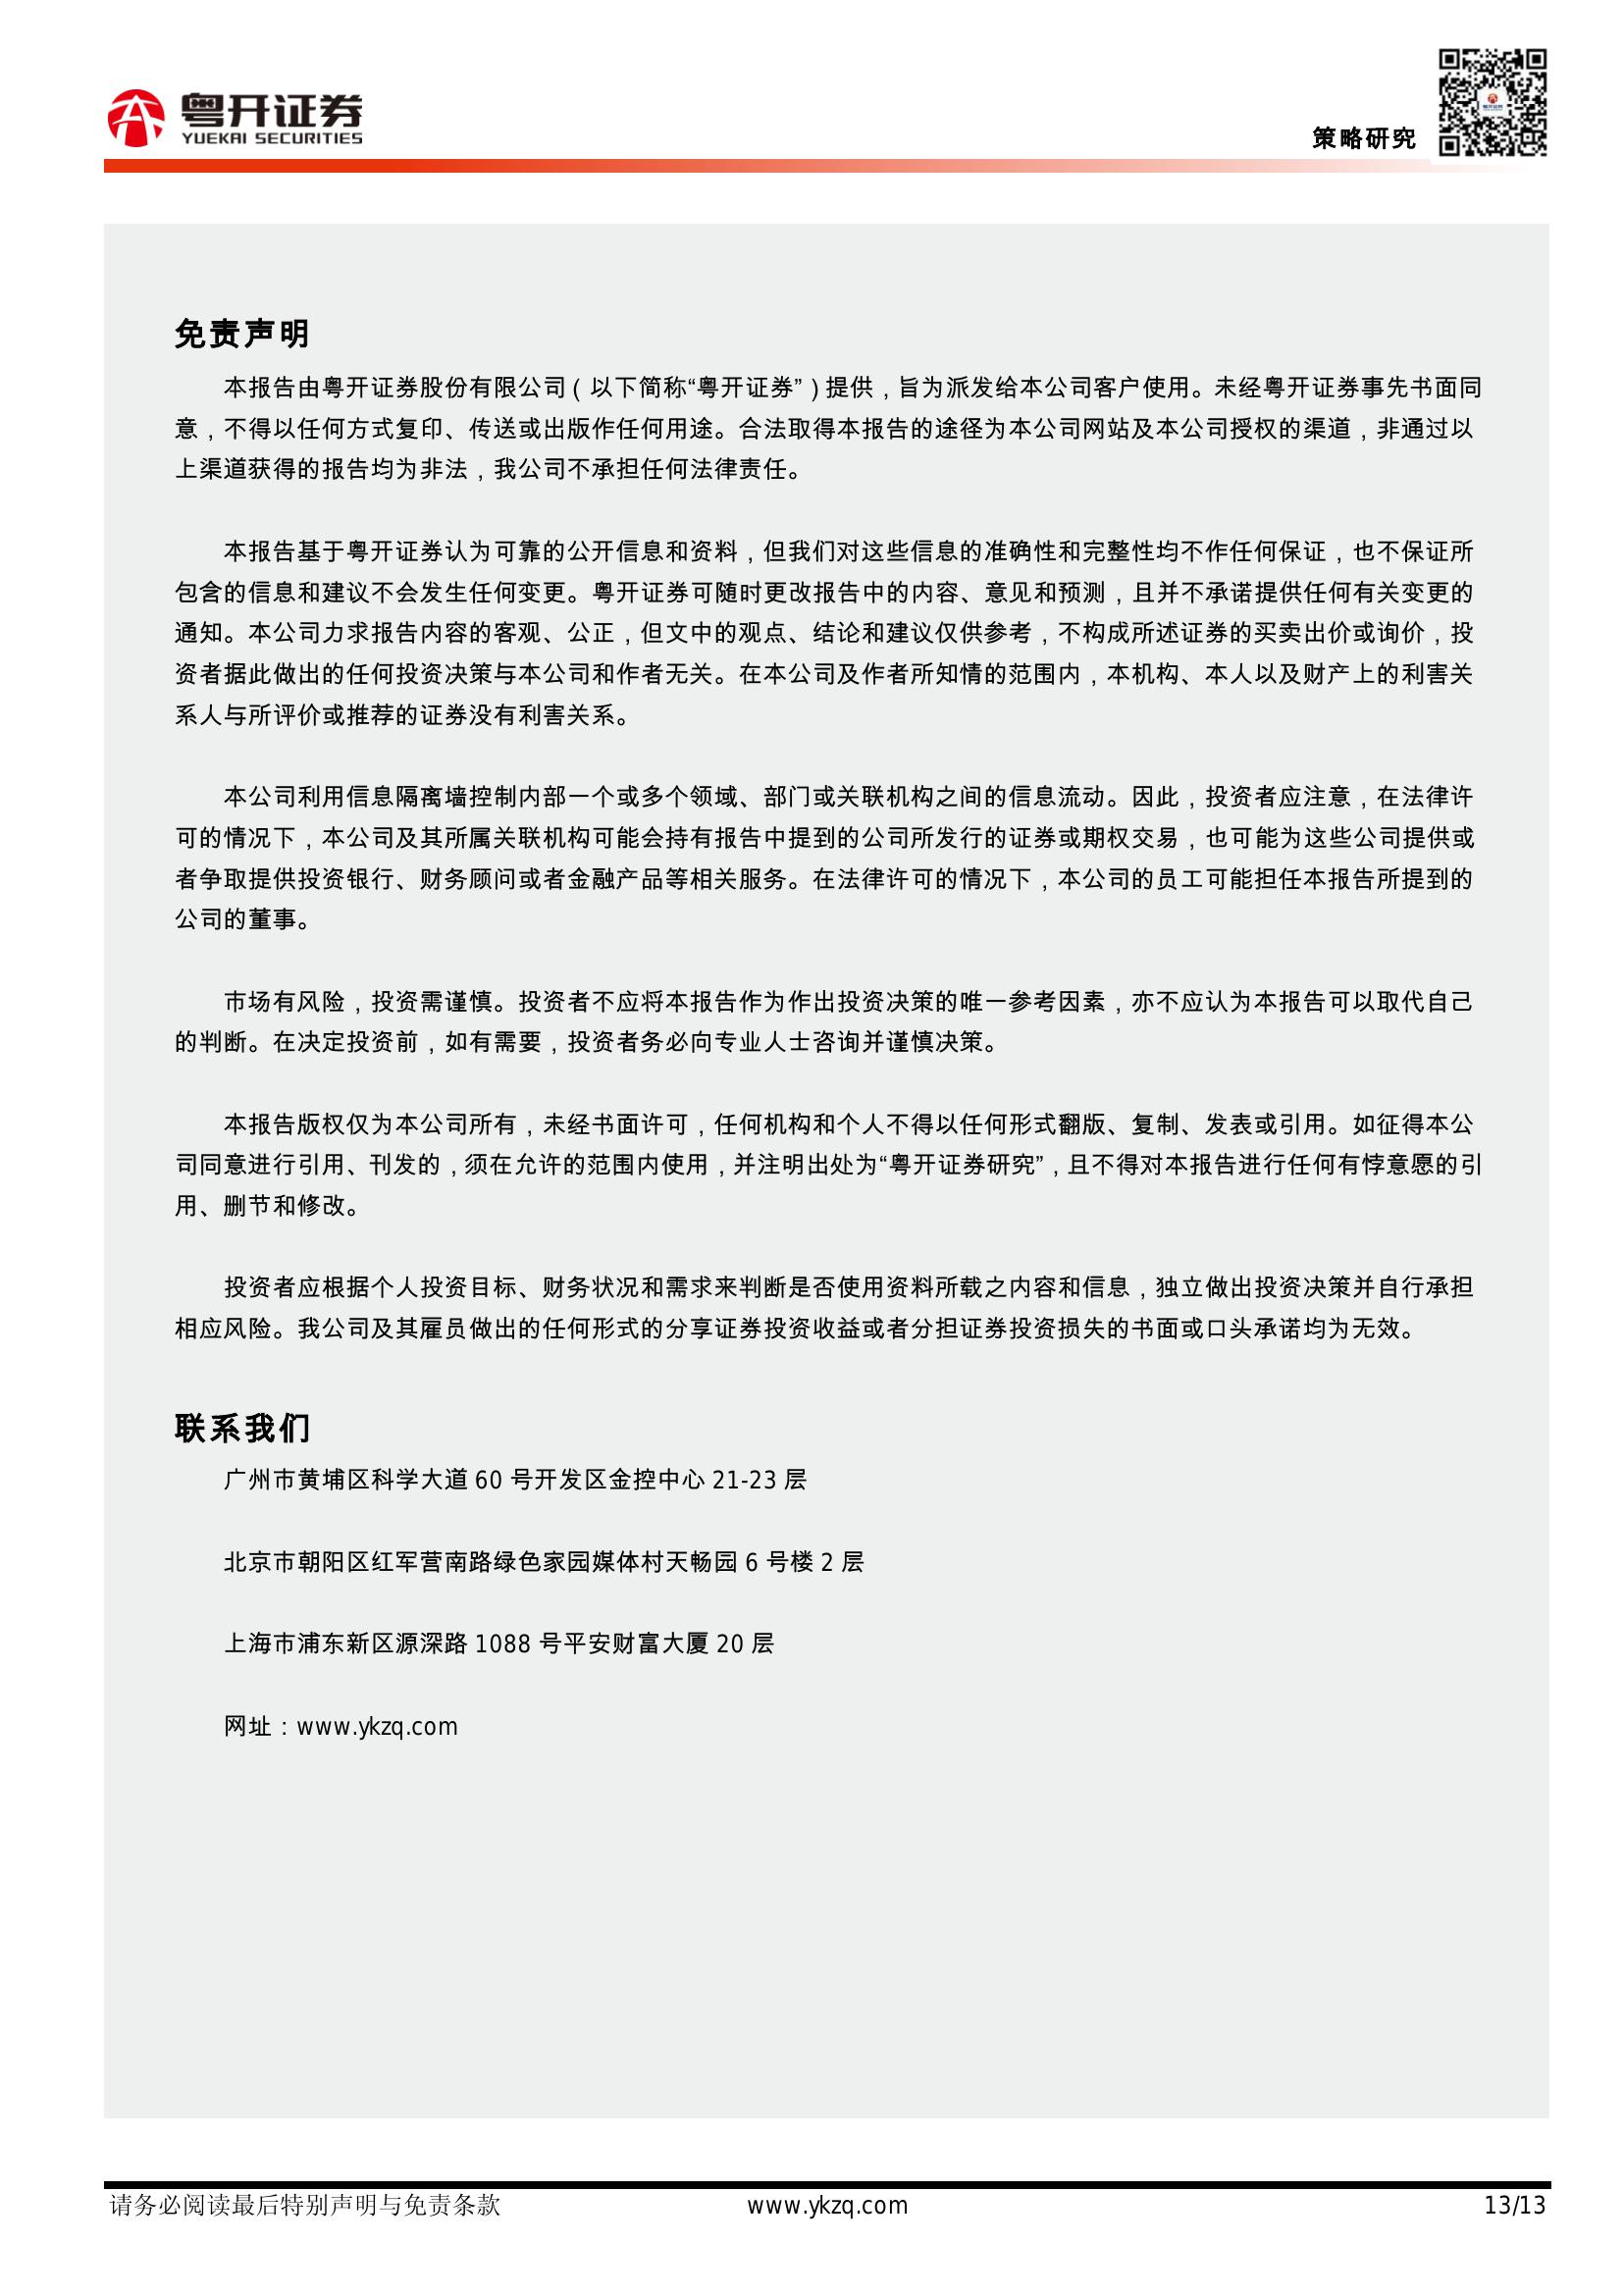 粤开证券
YUEKAI SECURITIES
策略研究
免责声明
本报告由粤开证券股份有限公司（以下简称“粤开证券”）提供，旨为派发给本公司客户使用。未经粤开证券事先书面同
意，不得以任何方式复印、传送或出版作任何用途。合法取得本报告的途径为本公司网站及本公司授权的渠道，非通过以
上渠道获得的报告均为非法，我公司不承担任何法律责任。
本报告基于粤开证券认为可靠的公开信息和资料，但我们对这些信息的准确性和完整性均不作任何保证，也不保证所
包含的信息和建议不会发生任何变更。粤开证券可随时更改报告中的内容、意见和预测，且并不承诺提供任何有关变更的
通知。本公司力求报告内容的客观、公正，但文中的观点、结论和建议仅供参考，不构成所述证券的买卖出价或询价，投
资者据此做出的任何投资决策与本公司和作者无关。在本公司及作者所知情的范围内，本机构、本人以及财产上的利害关
系人与所评价或推荐的证券没有利害关系。
本公司利用信息隔离墙控制内部一个或多个领域、部门或关联机构之间的信息流动。因此，投资者应注意，在法律许
可的情况下，本公司及其所属关联机构可能会持有报告中提到的公司所发行的证券或期权交易，也可能为这些公司提供或
者争取提供投资银行、财务顾问或者金融产品等相关服务。在法律许可的情况下，本公司的员工可能担任本报告所提到的
公司的董事。
市场有风险，投资需谨慎。投资者不应将本报告作为作出投资决策的唯一参考因素，亦不应认为本报告可以取代自己
的判断。在决定投资前，如有需要，投资者务必向专业人士咨询并谨慎决策。
本报告版权仅为本公司所有，未经书面许可，任何机构和个人不得以任何形式翻版、复制、发表或引用。如征得本公
司同意进行引用、刊发的，须在允许的范围内使用，并注明出处为“粤开证券研究”，且不得对本报告进行任何有悖意愿的引
用、删节和修改。
投资者应根据个人投资目标、财务状况和需求来判断是否使用资料所载之内容和信息，独立做出投资决策并自行承担
相应风险。我公司及其雇员做出的任何形式的分享证券投资收益或者分担证券投资损失的书面或口头承诺均为无效。
联系我们
广州市黄埔区科学大道 60 号开发区金控中心 21-23 层
北京市朝阳区红军营南路绿色家园媒体村天畅园 6 号楼 2 层
上海市浦东新区源深路 1088 号平安财富大厦 20 层
网址：www.ykzq.com
请务必阅读最后特别声明与免责条款 www.ykzq.com 13/13